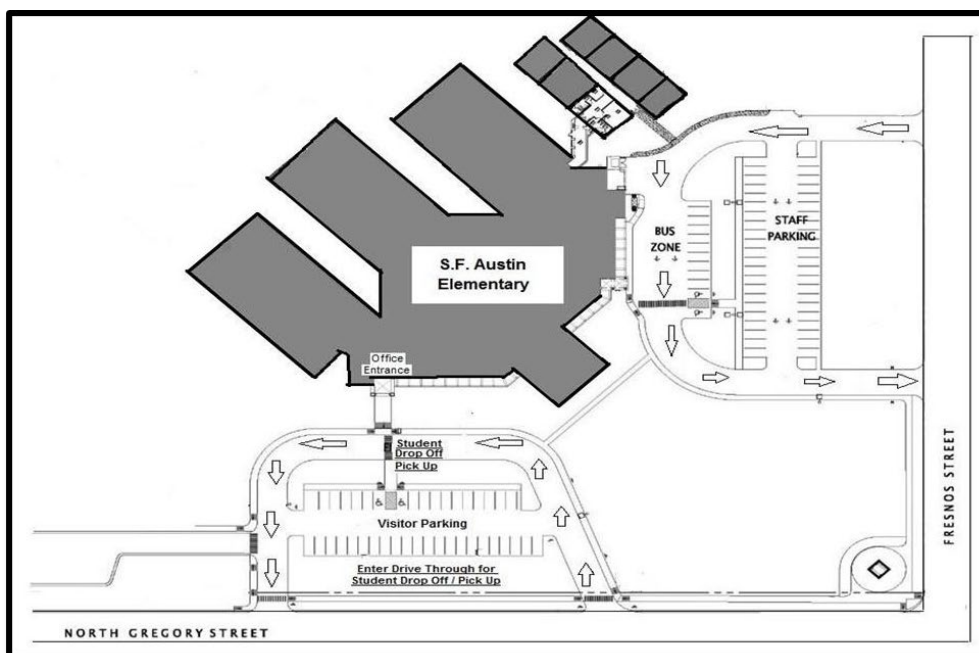 S.F. Austin
Elementary
BUS
ZONE
STAFF
PARKING
Office
Entrance
Student
Drop Off
Pick Up
Visitor Parking
Enter Drive Through for
Student Drop Off / Pick Up
FRESNOS STREET
NORTH GREGORY STREET